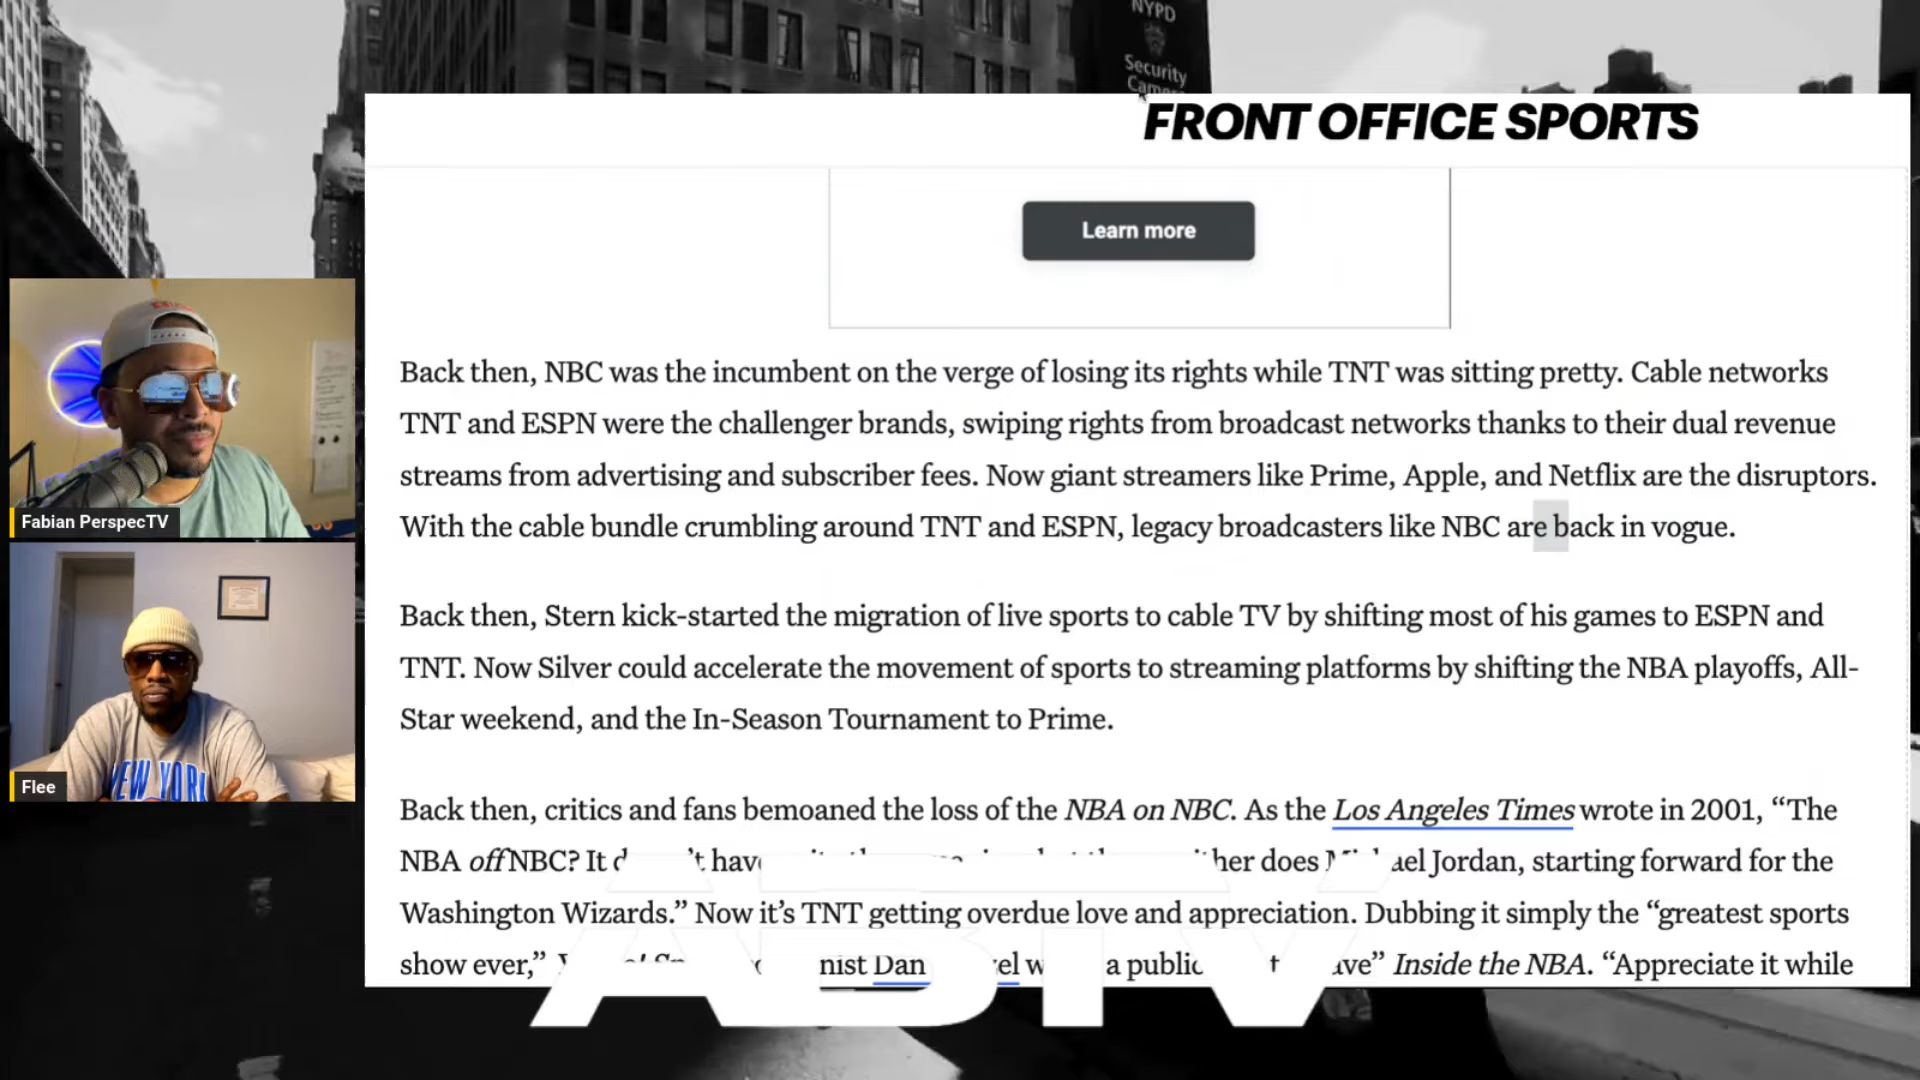 NYPD
Security
Camera
FRONT OFFICE SPORTS
Learn more
Back then, NBC was the incumbent on the verge of losing its rights while TNT was sitting pretty. Cable networks
TNT and ESPN were the challenger brands, swiping rights from broadcast networks thanks to their dual revenue
streams from advertising and subscriber fees. Now giant streamers like Prime, Apple, and Netflix are the disruptors.
With the cable bundle crumbling around TNT and ESPN, legacy broadcasters like NBC are back in vogue.
Back then, Stern kick-started the migration of live sports to cable TV by shifting most of his games to ESPN and
TNT. Now Silver could accelerate the movement of sports to streaming platforms by shifting the NBA playoffs, All-
Star weekend, and the In-Season Tournament to Prime.
Back then, critics and fans bemoaned the loss of the NBA on NBC. As the Los Angeles Times wrote in 2001, “The
NBA off NBC? It have does Jordan, starting forward for the
Washington Wizards.” Now it’s TNT getting overdue love and appreciation. Dubbing it simply the “greatest sports
show ever,” Dan a public Inside the NBA. “Appreciate it while
Fabian PerspecTV
NEW YORK
Flee
ABTV